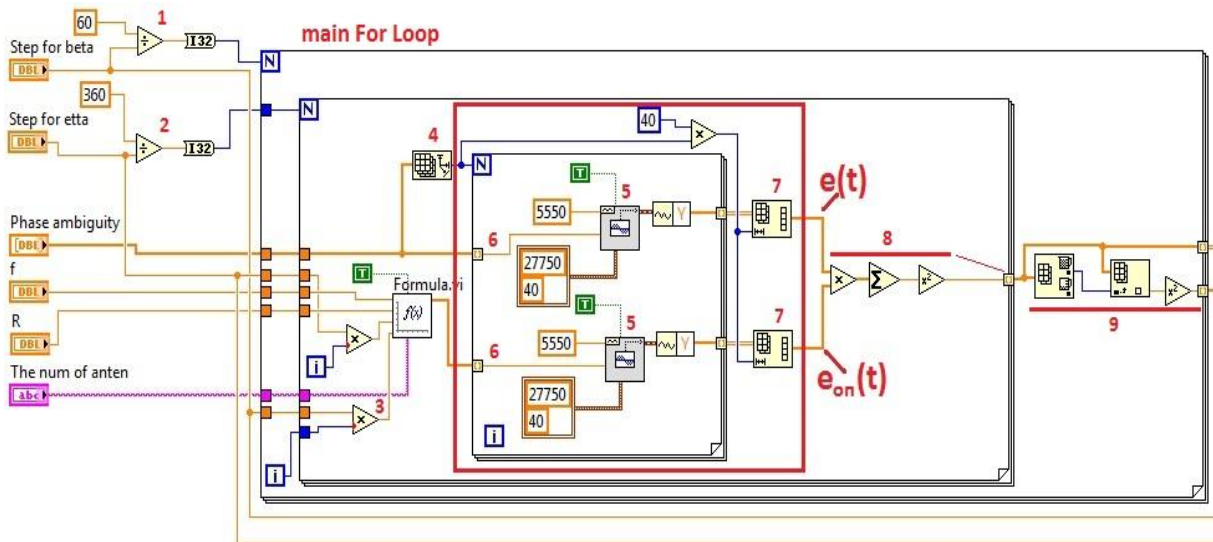 60
1
I32
main For Loop
Step for beta
DBL
N
360
N
Step for etta
2
40
DBL
I32
4
N
5
7
e(t)
T
5550
Y
Phase ambiguity
8
[DBL]
6
f
27750
T
40
DBL
Formula.vi
R
T
f(x)
DBL
5
7
9
5550
Y
6
i
The num of anten
e on (t)
abc
27750
3
40
i
i